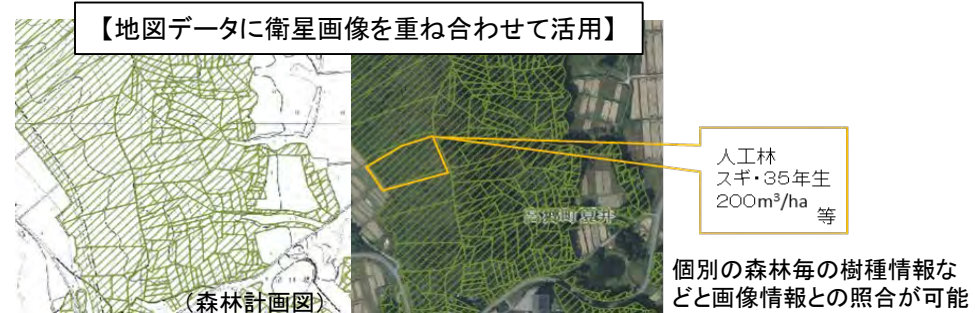 【地図データに衛星画像を重ね合わせて活用】
人工林
スギ・35年生
200m³/ha
等
個別の森林毎の樹種情報な
どと画像情報との照合が可能
（森林計画図）